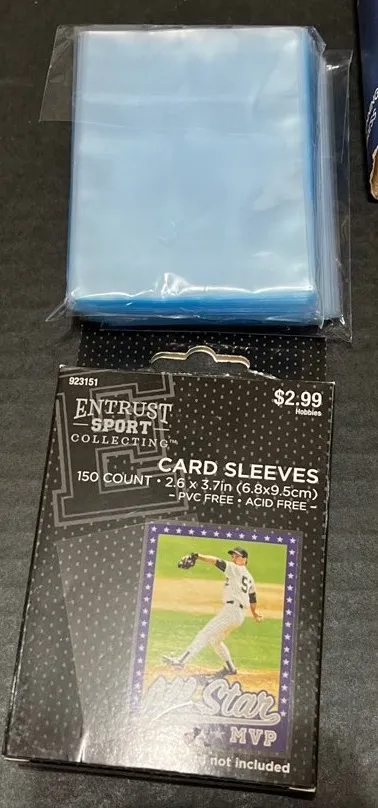 923151
$2.99
Hobbies
ENTRUST
SPORT
COLLECTING™
CARD SLEEVES
150 COUNT • 2.6 x 3.7in (6.8x9.5cm)
- PVC FREE • ACID FREE -
5
All Star
MVP
not included